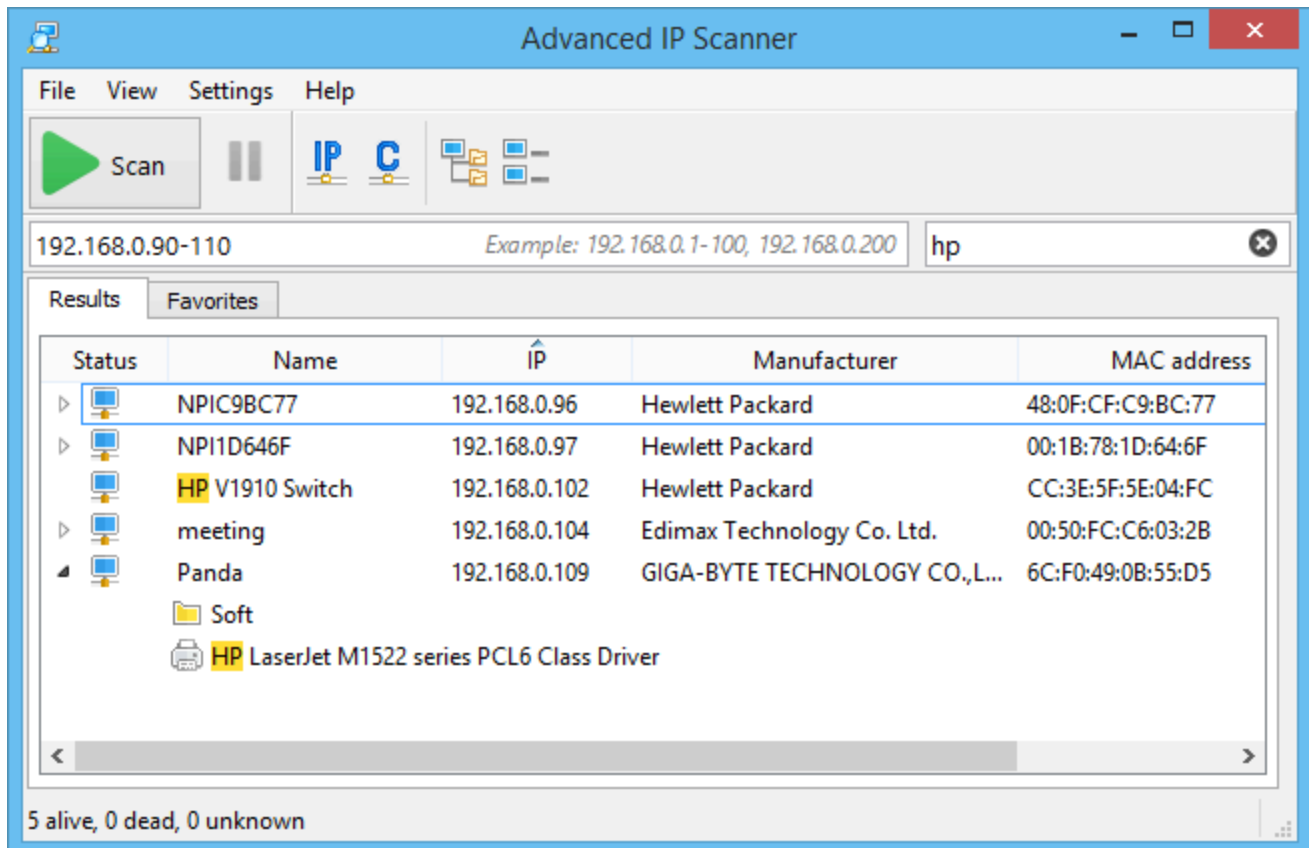 Advanced IP Scanner
File View Settings Help
Scan IP C
192.168.0.90-110 Example: 192.168.0.1-100, 192.168.0.200 hp
Results Favorites
Status Name IP Manufacturer MAC address
NPIC9BC77 192.168.0.96 Hewlett Packard 48:0F:CF:C9:BC:77
NPI1D646F 192.168.0.97 Hewlett Packard 00:1B:78:1D:64:6F
HP V1910 Switch 192.168.0.102 Hewlett Packard CC:3E:5F:5E:04:FC
meeting 192.168.0.104 Edimax Technology Co. Ltd. 00:50:FC:C6:03:2B
Panda 192.168.0.109 GIGA-BYTE TECHNOLOGY CO.,L... 6C:F0:49:0B:55:D5
Soft
HP LaserJet M1522 series PCL6 Class Driver
5 alive, 0 dead, 0 unknown